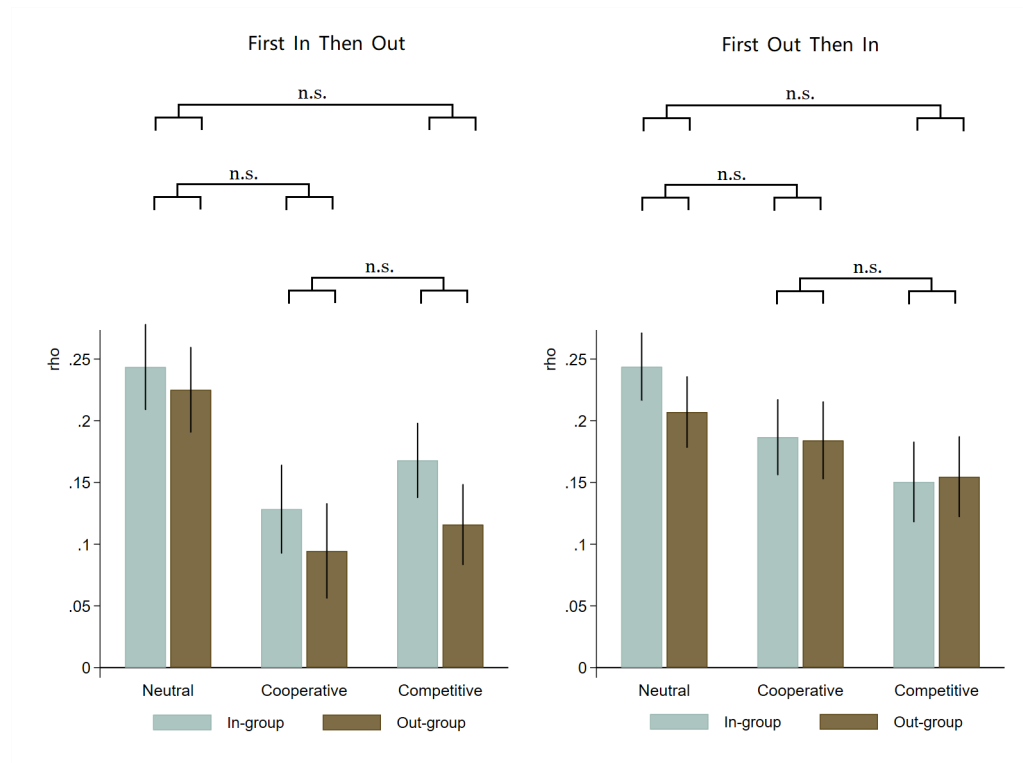 First In Then Out
n.s.
n.s.
n.s.
rho
.25
.2
.15
.1
.05
0
Neutral Cooperative Competitive
In-group Out-group
First Out Then In
n.s.
n.s.
n.s.
rho
.25
.2
.15
.1
.05
0
Neutral Cooperative Competitive
In-group Out-group